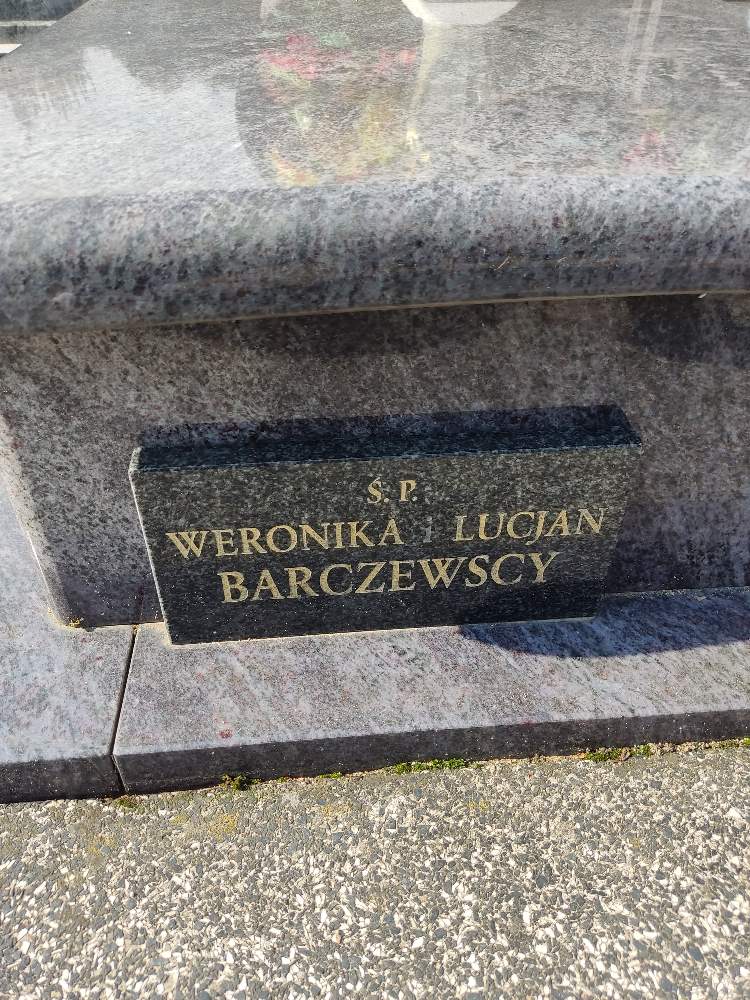 Ś. P.
WERONIKA i LUCJAN
BARCZEWSCY